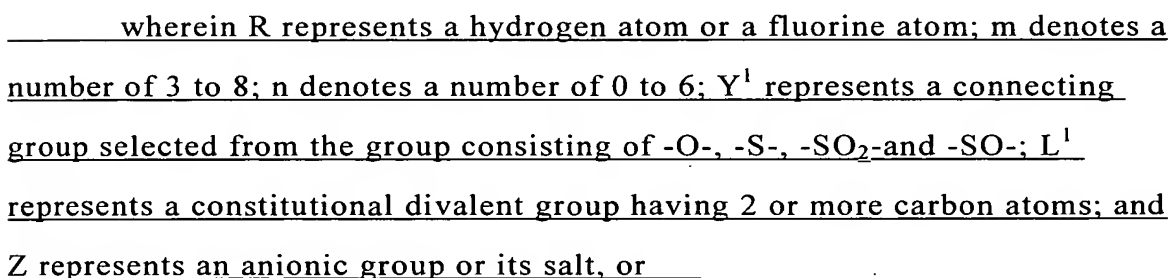 wherein R represents a hydrogen atom or a fluorine atom; m denotes a
number of 3 to 8; n denotes a number of 0 to 6; Y¹ represents a connecting
group selected from the group consisting of -O-, -S-, -SO₂-and -SO-; L¹
represents a constitutional divalent group having 2 or more carbon atoms; and
Z represents an anionic group or its salt, or